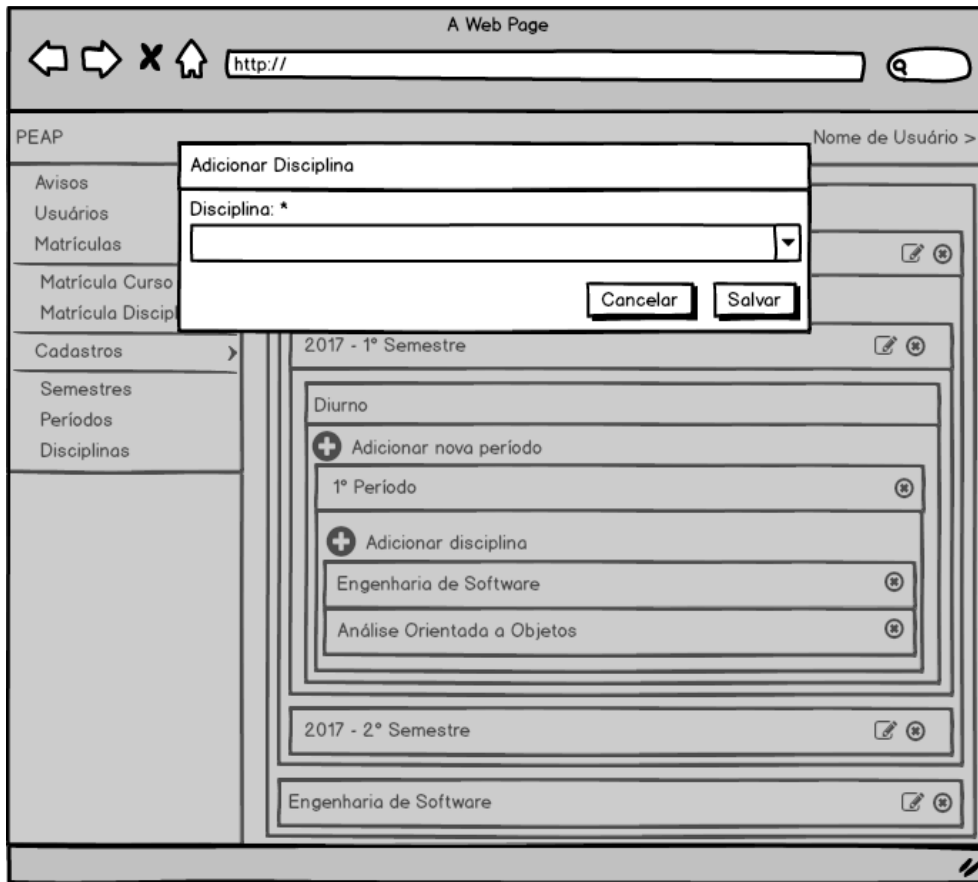 A Web Page
http://
PEAP
Nome de Usuário >
Adicionar Disciplina
Disciplina: *
Cancelar
Salvar
Avisos
Usuários
Matrículas
Matrícula Curso
Matrícula Discipl
Cadastros
Semestres
Períodos
Disciplinas
2017 - 1º Semestre
Diurno
Adicionar nova período
1º Período
Adicionar disciplina
Engenharia de Software
Análise Orientada a Objetos
2017 - 2º Semestre
Engenharia de Software